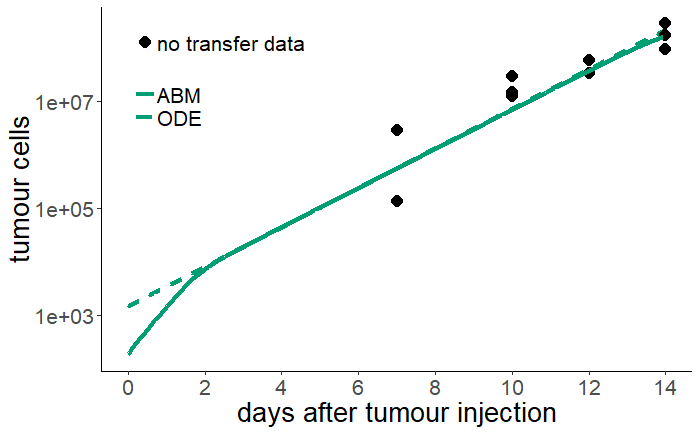 no transfer data
ABM
ODE
tumour cells
1e+07
1e+05
1e+03
0 2 4 6 8 10 12 14
days after tumour injection